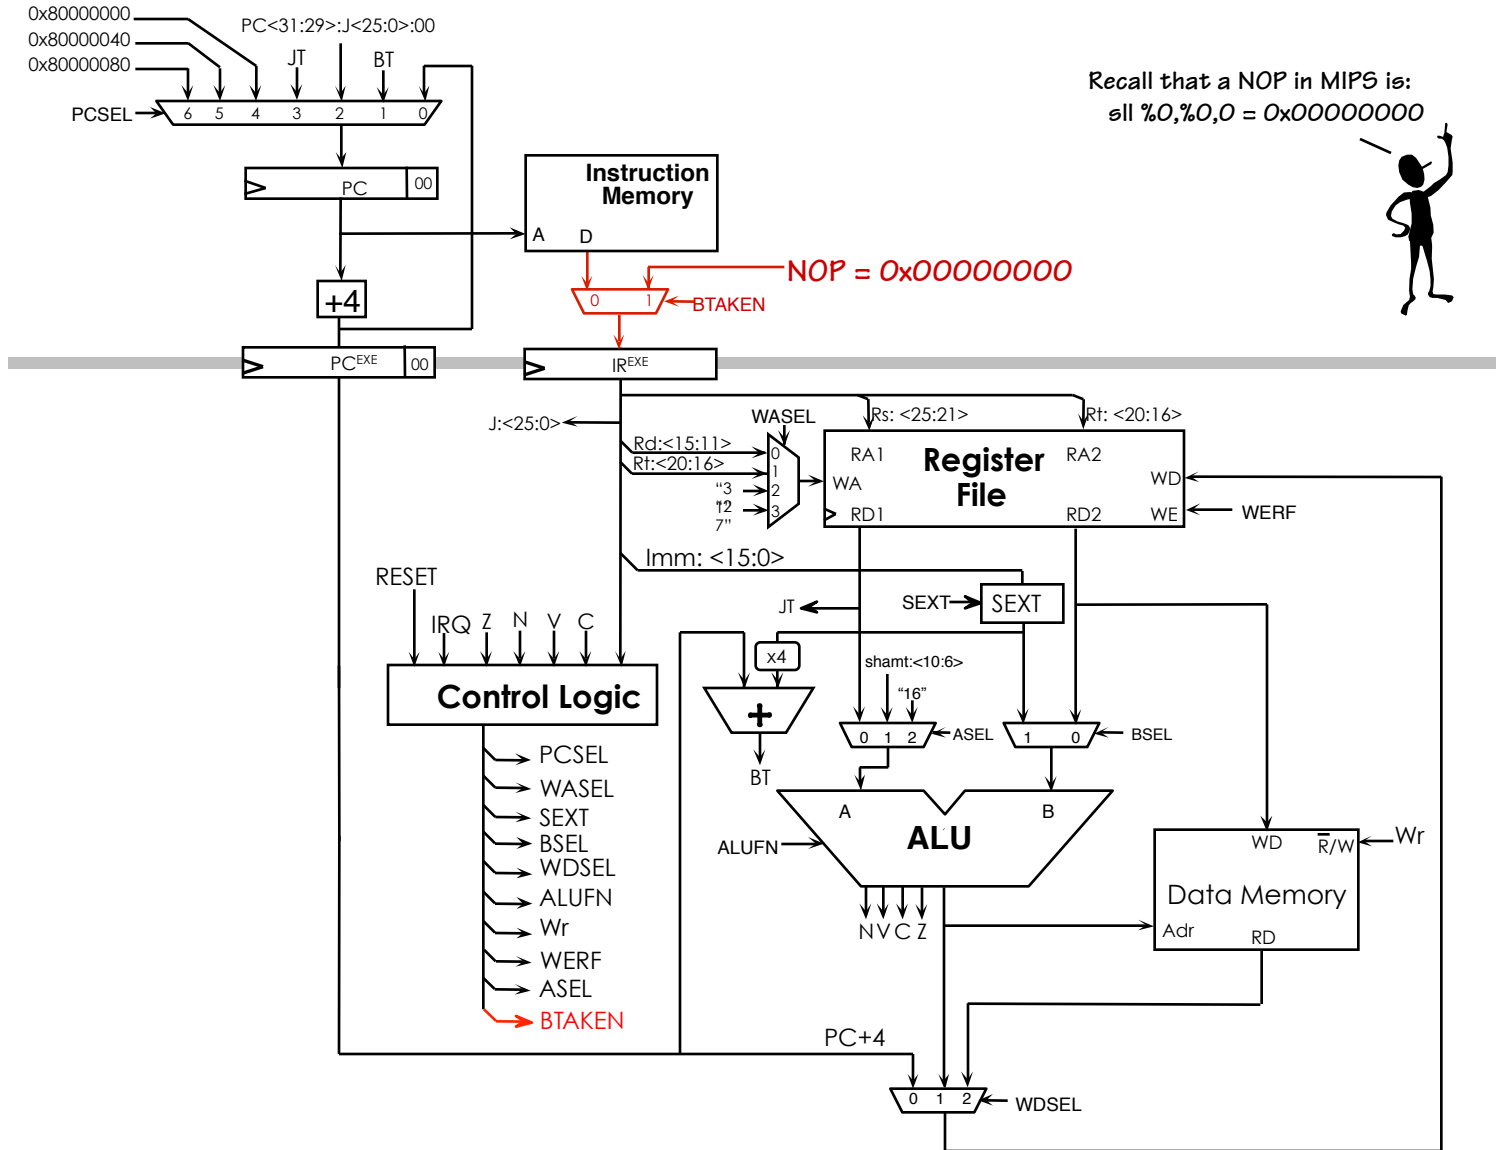 0x80000000
0x80000040
0x80000080
PC<31:29>:J<25:0>:00
JT
BT
PCSEL
6 5 4 3 2 1 0
Recall that a NOP in MIPS is:
sll %0,%0,0 = 0x00000000
PC
00
Instruction
Memory
A
D
+4
NOP = 0x00000000
0 1
BTAKEN
PCEXE
00
IREXE
J:<25:0>
WASEL
Rs: <25:21>
Rt: <20:16>
Rd:<15:11>
Rt:<20:16>
"3
"12
7"
0
1
2
3
RA1
RA2
Register
File
WA
WD
RD1
RD2
WE
WERF
Imm: <15:0>
RESET
IRQ
Z
N
V
C
JT
SEXT
SEXT
x4
shamt:<10:6>
"16"
Control Logic
+
0 1 2
ASEL
1 0
BSEL
BT
PCSEL
WASEL
SEXT
BSEL
WDSEL
ALUFN
Wr
WERF
ASEL
BTAKEN
A
B
ALU
ALUFN
N V C Z
WD
R/W
Wr
Data Memory
Adr
RD
PC+4
0 1 2
WDSEL